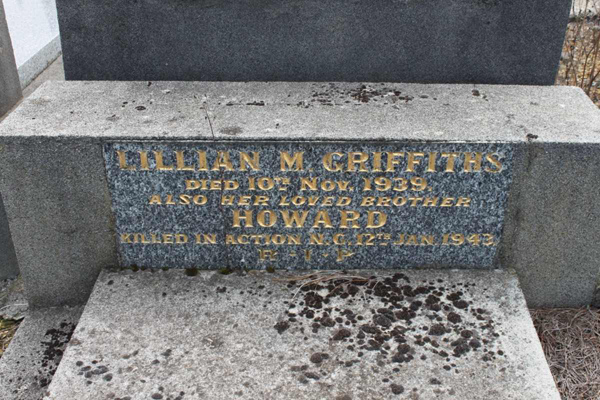 LILLIAN M. GRIFFITHS
DIED 10TH NOV. 1939.
ALSO HER LOVED BROTHER
HOWARD
KILLED IN ACTION N.G. 12TH JAN 1943.
R-I-P